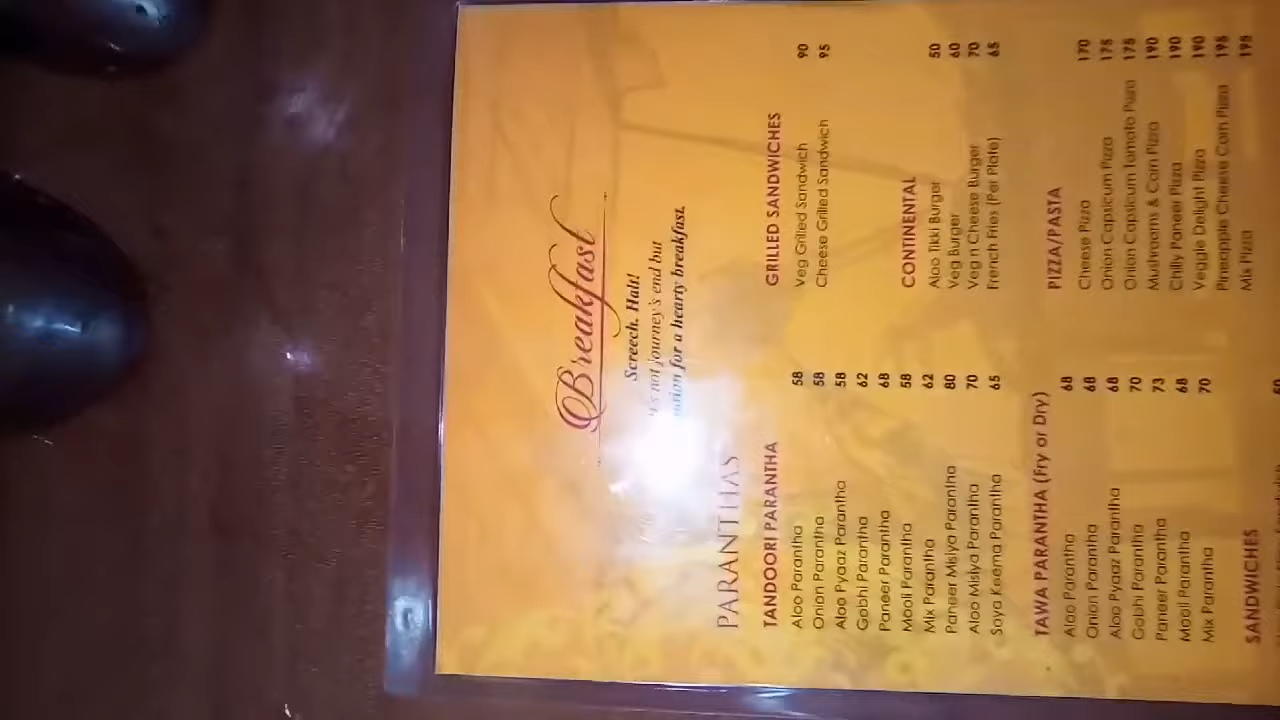 Breakfast
Screech. Halt!
not journey's end but
for a hearty breakfast.
PARANTHAS
TANDOORI PARANTHA
Aloo Parantha 58
Onion Parantha 58
Aloo Pyaaz Parantha 58
Gobhi Parantha 62
Paneer Parantha 68
Mooli Parantha 58
Mix Parantha 62
Paneer Misiya Parantha 80
Aloo Misiya Parantha 70
Soya Keema Parantha 65
TAWA PARANTHA (Fry or Dry)
Aloo Parantha 68
Onion Parantha 68
Aloo Pyaaz Parantha 68
Gobhi Parantha 70
Paneer Parantha 73
Mooli Parantha 68
Mix Parantha 70
SANDWICHES
GRILLED SANDWICHES
Veg Grilled Sandwich 90
Cheese Grilled Sandwich 95
CONTINENTAL
Aloo Tikki Burger 50
Veg Burger 60
Veg n Cheese Burger 70
French Fries (Per Plate) 65
PIZZA/PASTA
Cheese Pizza 170
Onion Capsicum Pizza 175
Onion Capsicum Tomato Pizza 175
Mushrooms & Corn Pizza 190
Chilly Paneer Pizza 190
Veggie Delight Pizza 190
Pineapple Cheese Corn Pizza 195
Mix Pizza 195